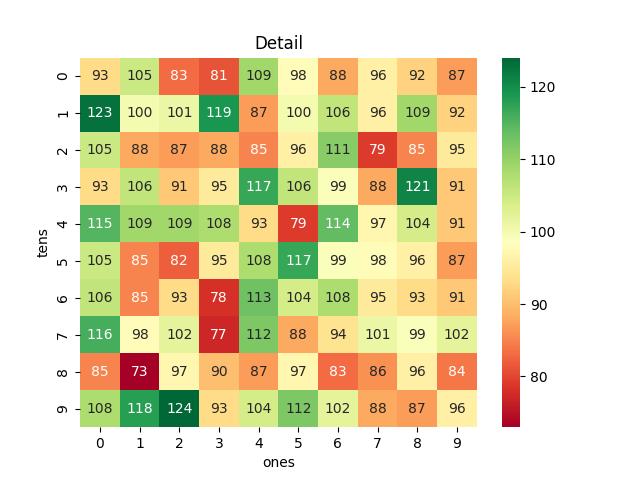 Detail
0 93 105 83 81 109 98 88 96 92 87
1 123 100 101 119 87 100 106 96 109 92
2 105 88 87 88 85 96 111 79 85 95
3 93 106 91 95 117 106 99 88 121 91
4 115 109 109 108 93 79 114 97 104 91
5 105 85 82 95 108 117 99 98 96 87
6 106 85 93 78 113 104 108 95 93 91
7 116 98 102 77 112 88 94 101 99 102
8 85 73 97 90 87 97 83 86 96 84
9 108 118 124 93 104 112 102 88 87 96
0 1 2 3 4 5 6 7 8 9
ones
tens
120
110
100
90
80